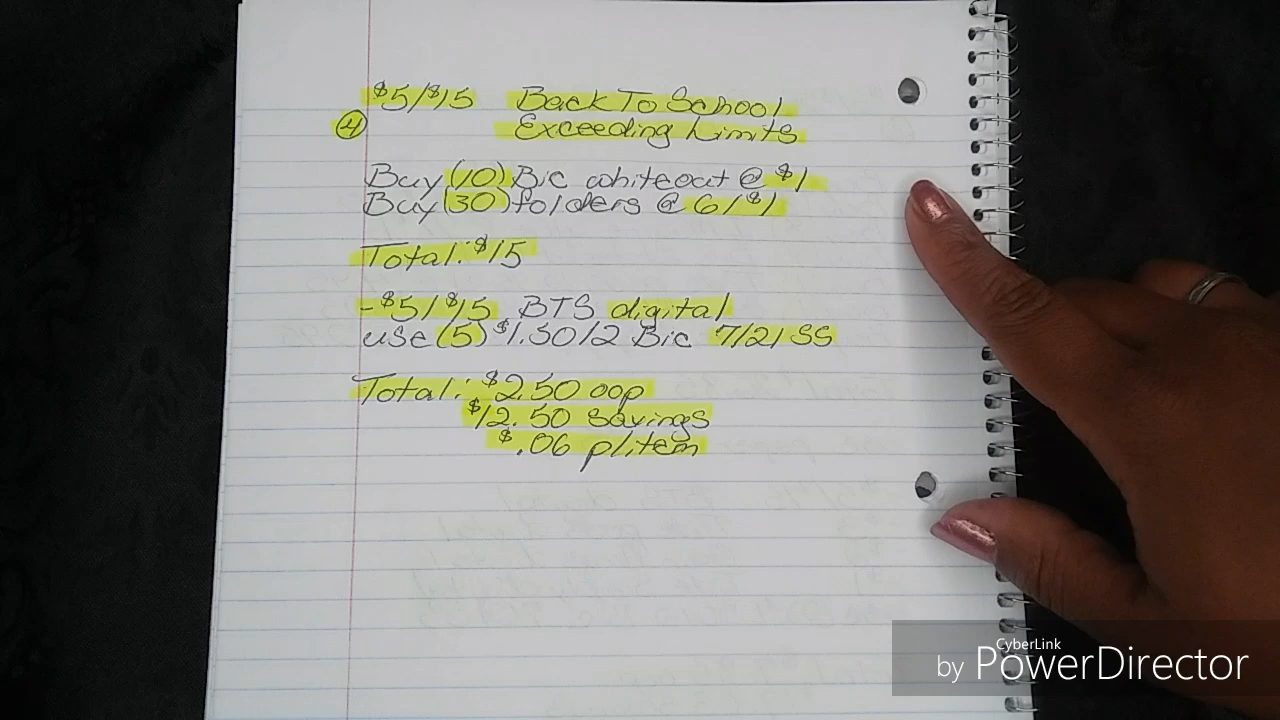 $5/$15 Back To School
4 Exceeding Limits
Buy (10) Bic whiteout @ $1
Buy (30) folders @ 6/$1
Total: $15
-$5/$15 BTS digital
use (5) $1.50/2 Bic 7/21 SS
Total: $2.50 oop
$12.50 savings
$.06 p/item
CyberLink
by PowerDirector